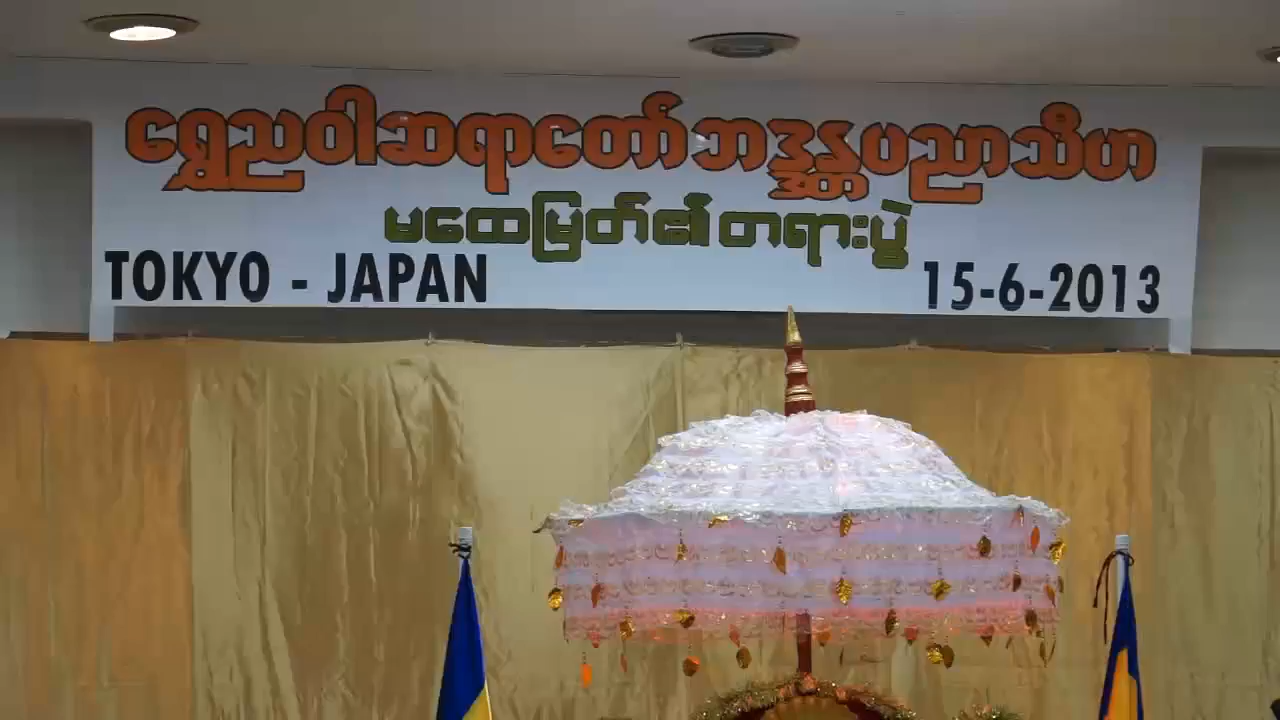 ရွှေညဝါဆရာတော်ဘဒ္ဒန္တပညာသီဟ
မထေမြတ်၏တရားပွဲ
TOKYO - JAPAN 15-6-2013